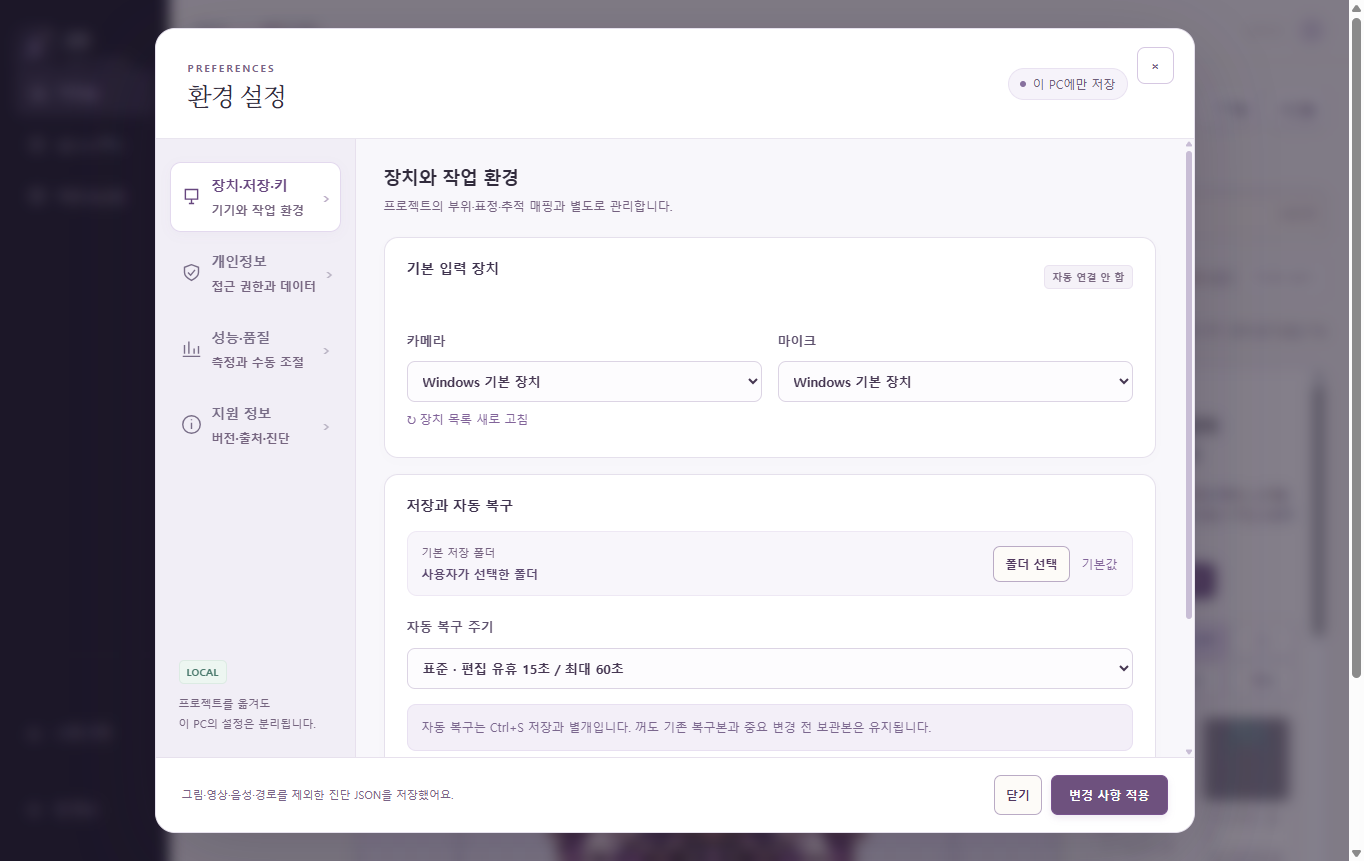 PREFERENCES
환경 설정
이 PC에만 저장
×
장치·저장·키
기기와 작업 환경
개인정보
접근 권한과 데이터
성능·품질
측정과 수동 조절
지원 정보
버전·출처·진단
LOCAL
프로젝트를 옮겨도
이 PC의 설정은 분리됩니다.
장치와 작업 환경
프로젝트의 부위·표정·추적 매핑과 별도로 관리합니다.
기본 입력 장치
자동 연결 안 함
카메라
마이크
Windows 기본 장치
Windows 기본 장치
↻ 장치 목록 새로 고침
저장과 자동 복구
기본 저장 폴더
사용자가 선택한 폴더
폴더 선택
기본값
자동 복구 주기
표준 · 편집 유휴 15초 / 최대 60초
자동 복구는 Ctrl+S 저장과 별개입니다. 꺼도 기존 복구본과 중요 변경 전 보관본은 유지됩니다.
그림·영상·음성·경로를 제외한 진단 JSON을 저장했어요.
닫기
변경 사항 적용